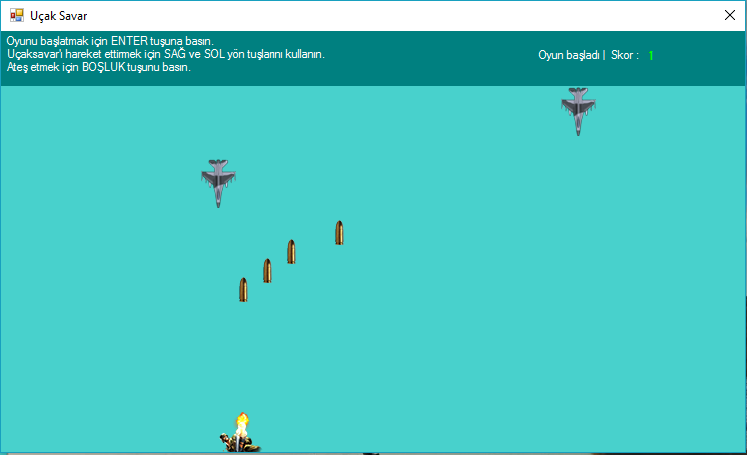 Uçak Savar
Oyunu başlatmak için ENTER tuşuna basın.
Uçaksavar'ı hareket ettirmek için SAĞ ve SOL yön tuşlarını kullanın.
Ateş etmek için BOŞLUK tuşunu basın.
Oyun başladı | Skor : 1